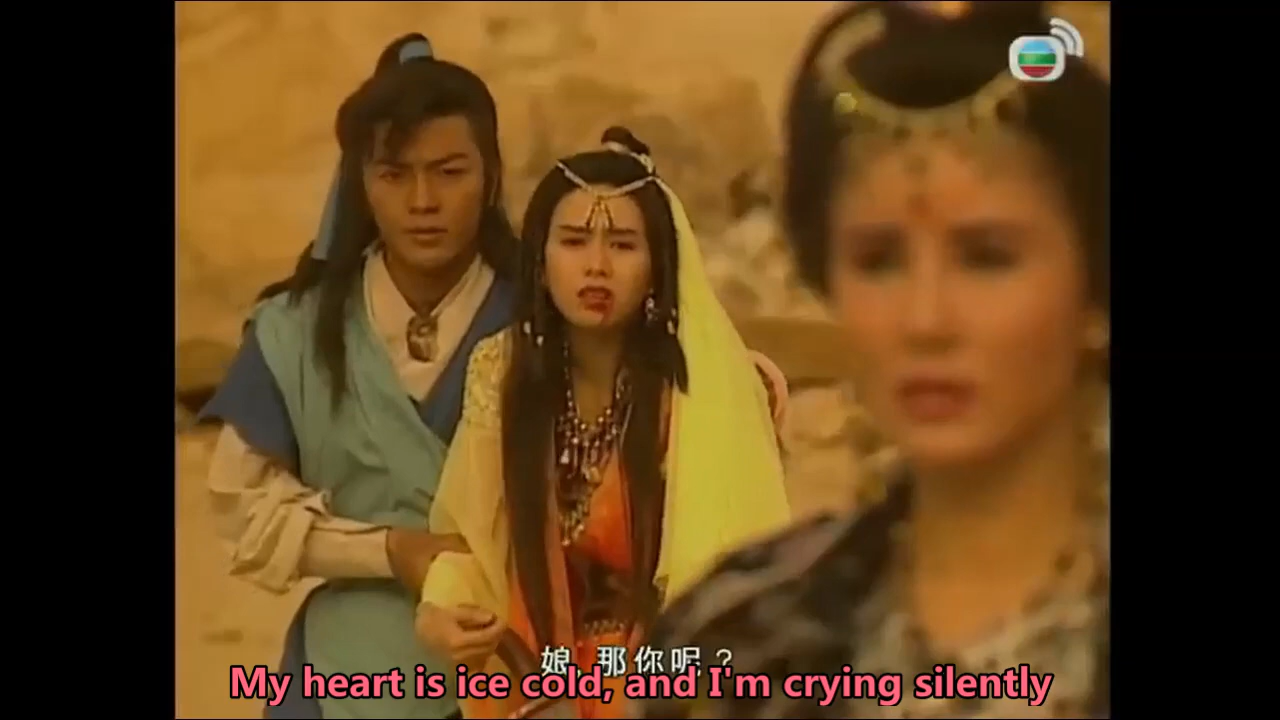 娘,那你呢?
My heart is ice cold, and I'm crying silently